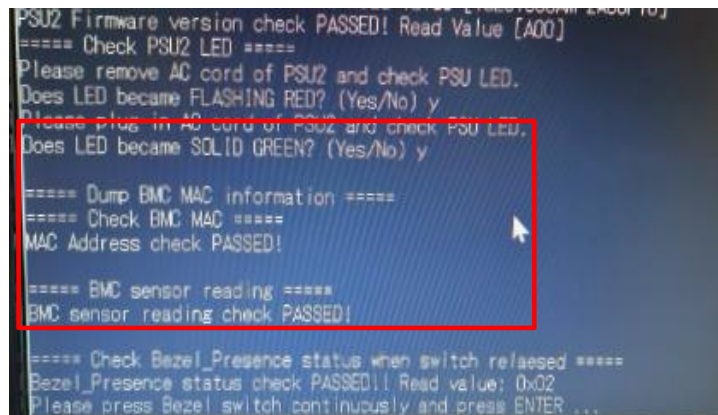 PSU2 Firmware version check PASSED! Read Value [A00]
===== Check PSU2 LED =====
Please remove AC cord of PSU2 and check PSU LED.
Does LED became FLASHING RED? (Yes/No) y
Please plug in AC cord of PSU2 and check PSU LED.
Does LED became SOLID GREEN? (Yes/No) y
===== Dump BMC MAC information =====
===== Check BMC MAC =====
MAC Address check PASSED!
===== BMC sensor reading =====
BMC sensor reading check PASSED!
===== Check Bezel_Presence status when switch relaesed =====
Bezel_Presence status check PASSED!! Read value: 0x02
Please press Bezel switch continuously and press ENTER ...